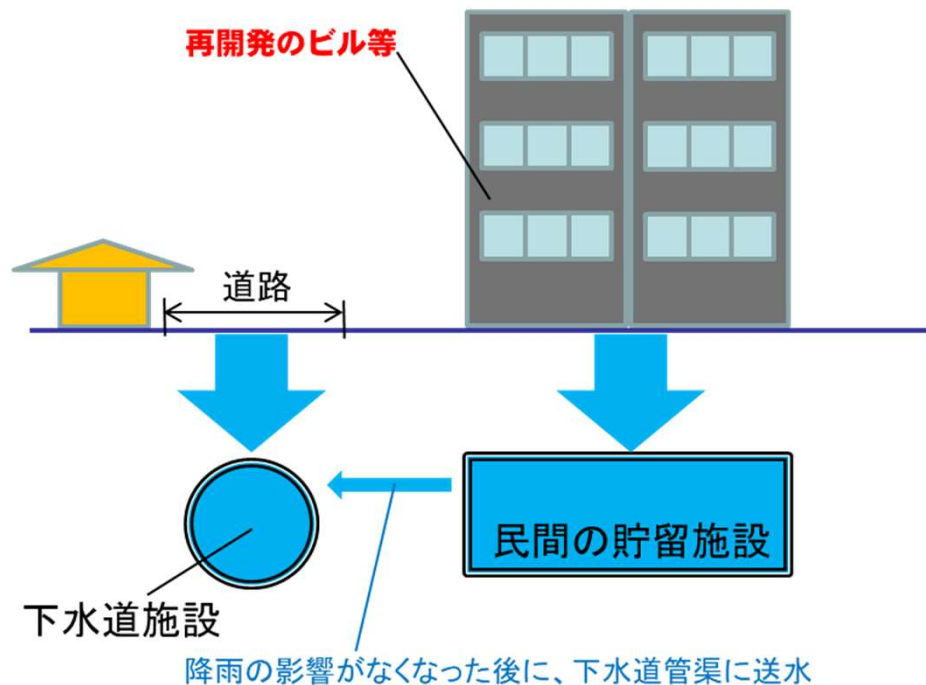 再開発のビル等
道路
民間の貯留施設
下水道施設
降雨の影響がなくなった後に、下水道管渠に送水